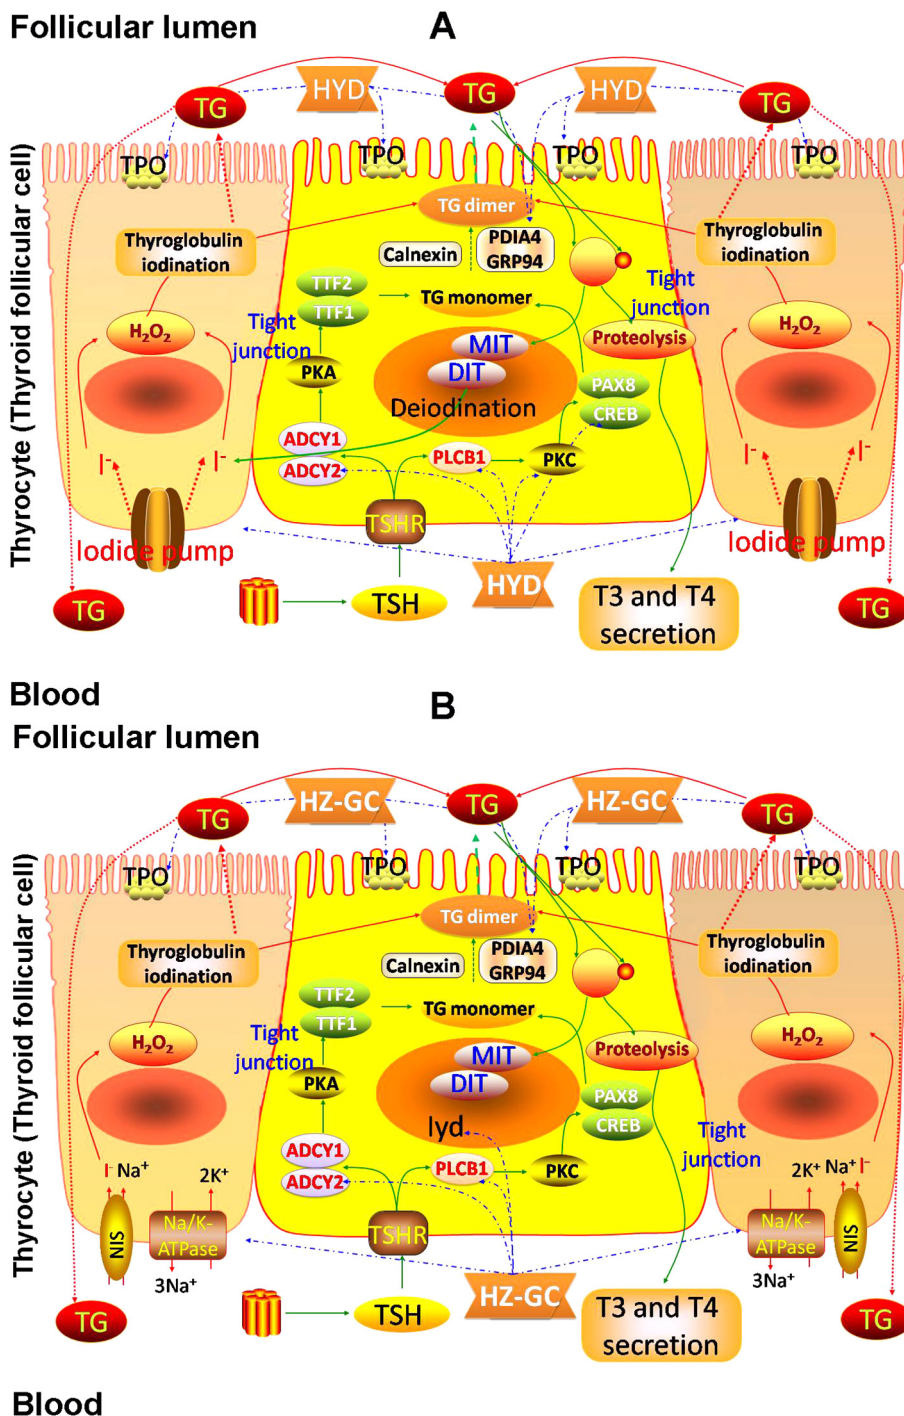 A
Follicular lumen
HYD
HYD
TG
TG
TG
TPO
TPO
TPO
TPO
TG dimer
Thyroglobulin
iodination
Calnexin
PDIA4
GRP94
Thyroglobulin
iodination
TTF2
TTF1
TG monomer
Tight
junction
Tight
junction
H₂O₂
H₂O₂
Proteolysis
MIT
DIT
PKA
PAX8
CREB
Deiodination
ADCY1
ADCY2
PLCB1
PKC
I⁻
I⁻
I⁻
I⁻
TSHR
Iodide pump
Iodide pump
HYD
TSH
TG
TG
T3 and T4
secretion
Thyrocyte (Thyroid follicular cell)
Blood
B
Follicular lumen
HZ-GC
HZ-GC
TG
TG
TG
TPO
TPO
TPO
TPO
TG dimer
Thyroglobulin
iodination
Calnexin
PDIA4
GRP94
Thyroglobulin
iodination
TTF2
TTF1
TG monomer
Tight
junction
H₂O₂
H₂O₂
Proteolysis
MIT
DIT
PKA
PAX8
CREB
lyd
Tight
junction
ADCY1
ADCY2
PLCB1
PKC
I⁻ Na⁺
2K⁺
2K⁺ Na⁺ I⁻
NIS
Na/K-
ATPase
3Na⁺
TSHR
Na/K-
ATPase
3Na⁺
NIS
HZ-GC
TSH
TG
TG
T3 and T4
secretion
Thyrocyte (Thyroid follicular cell)
Blood